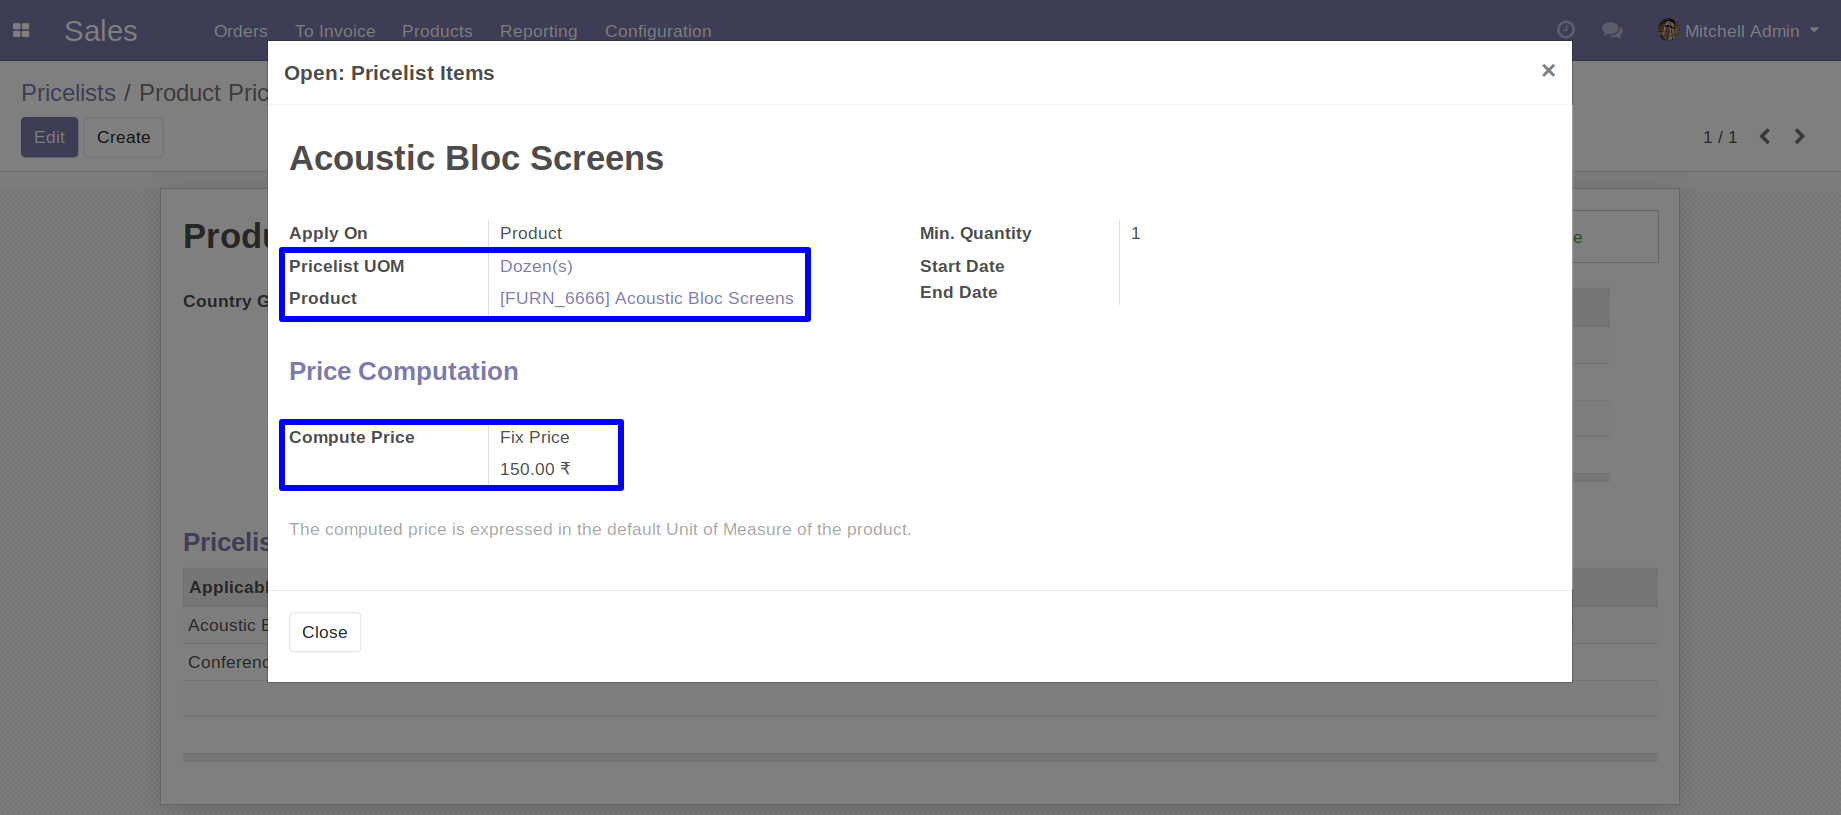 Sales Orders To Invoice Products Reporting Configuration Mitchell Admin
Open: Pricelist Items ×
Pricelists / Product Pric
Edit Create 1 / 1
Acoustic Bloc Screens
Produ
Apply On Product Min. Quantity 1
Pricelist UOM Dozen(s) Start Date
Product [FURN_6666] Acoustic Bloc Screens End Date
Country G
Price Computation
Compute Price Fix Price
150.00 ₹
The computed price is expressed in the default Unit of Measure of the product.
Pricelis
Applicabl
Acoustic B
Close
Conferenc